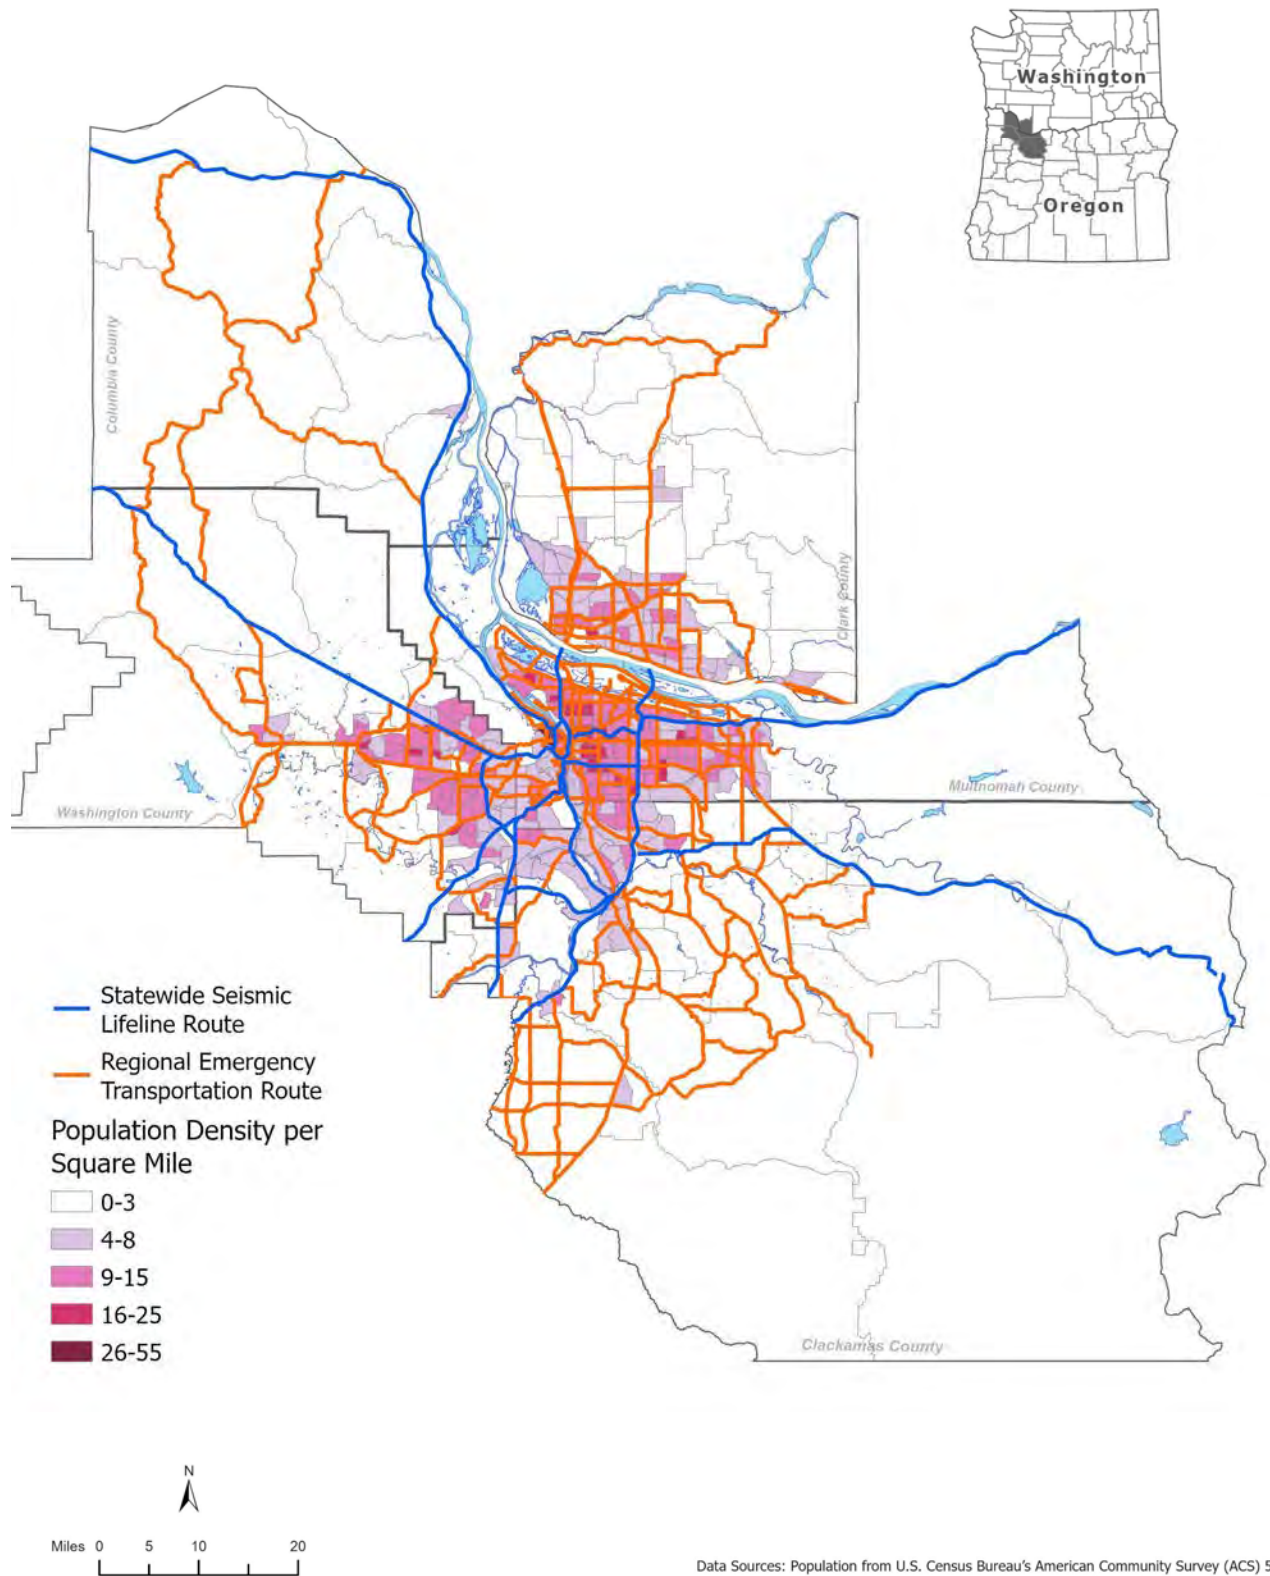 Washington
Oregon
Columbia County
Clark County
Multnomah County
Washington County
Statewide Seismic
Lifeline Route
Regional Emergency
Transportation Route
Population Density per
Square Mile
0-3
4-8
9-15
16-25
26-55
Clackamas County
N
Miles 0 5 10 20
Data Sources: Population from U.S. Census Bureau's American Community Survey (ACS) 5